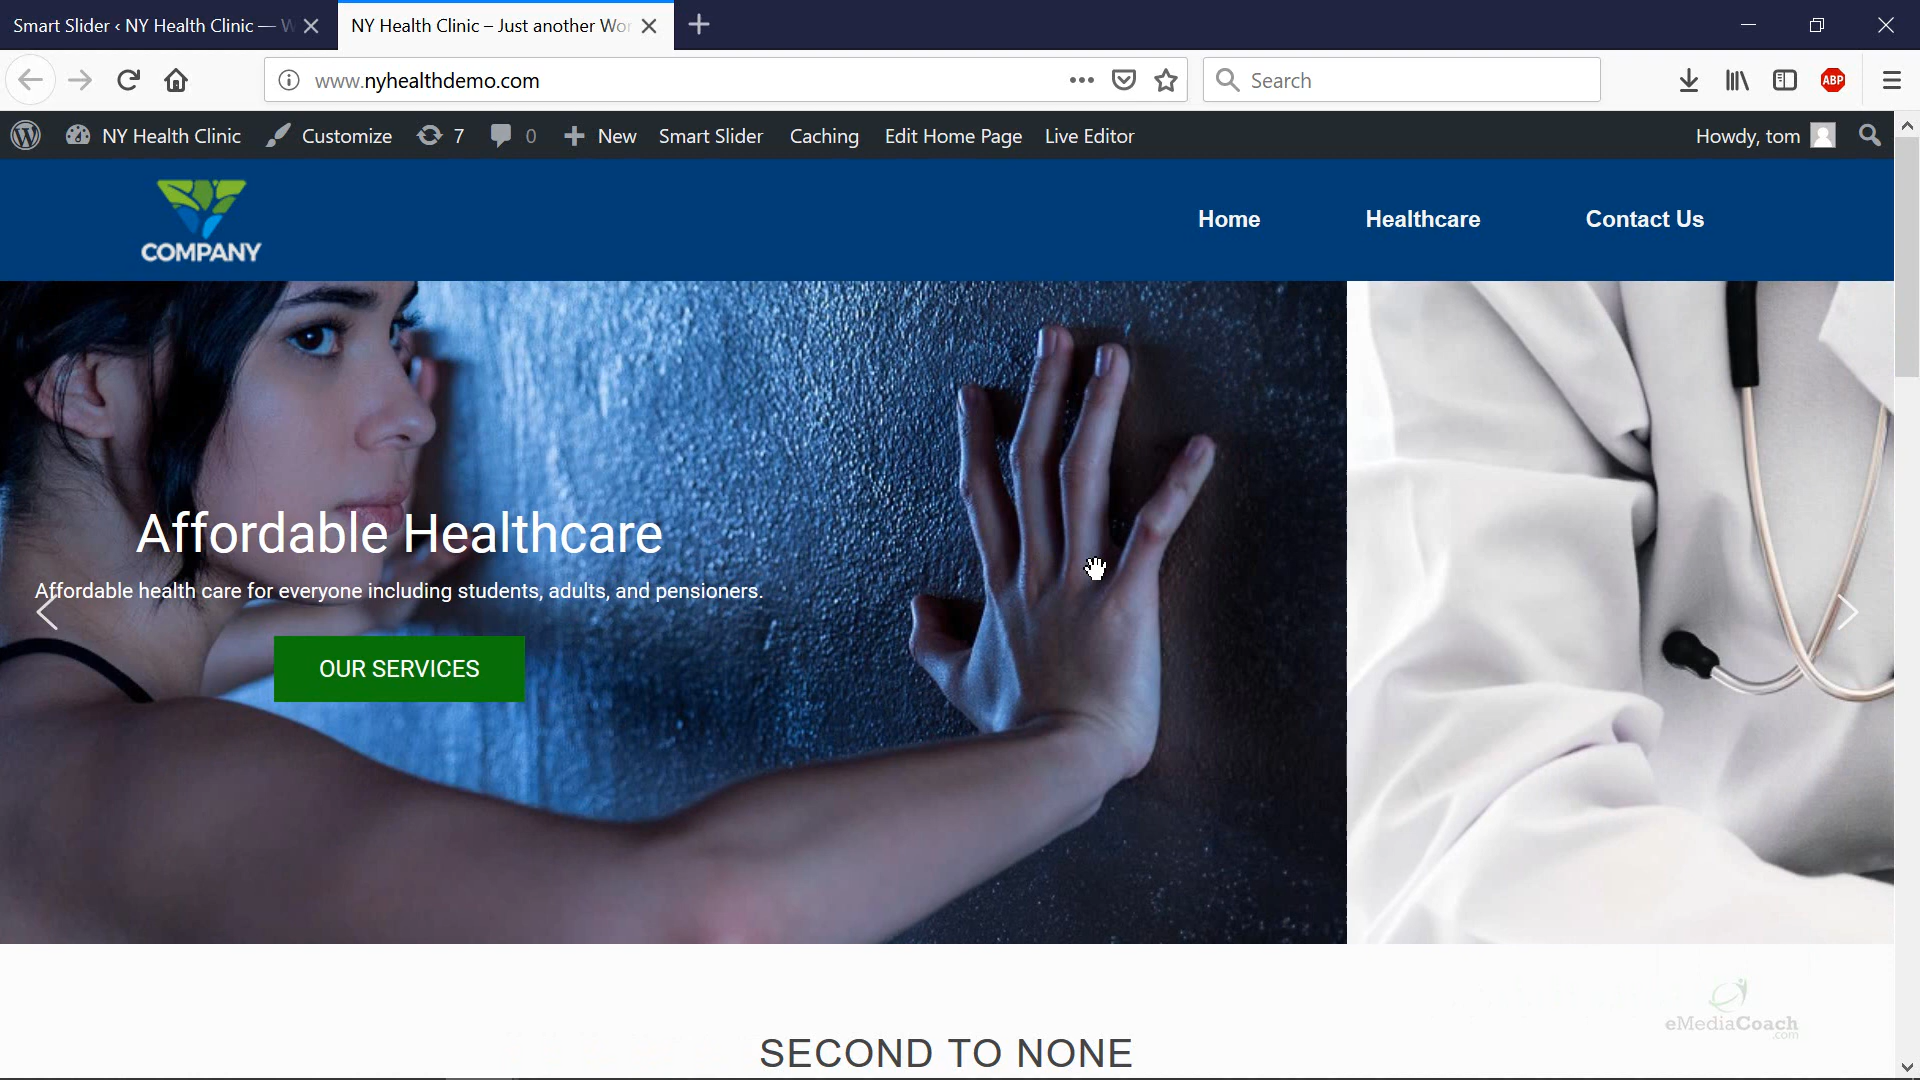 Smart Slider ‹ NY Health Clinic — W
NY Health Clinic – Just another Wor
www.nyhealthdemo.com
Search
ABP
NY Health Clinic
Customize
7
0
New
Smart Slider
Caching
Edit Home Page
Live Editor
Howdy, tom
COMPANY
Home
Healthcare
Contact Us
Affordable Healthcare
Affordable health care for everyone including students, adults, and pensioners.
OUR SERVICES
eMediaCoach
.com
SECOND TO NONE